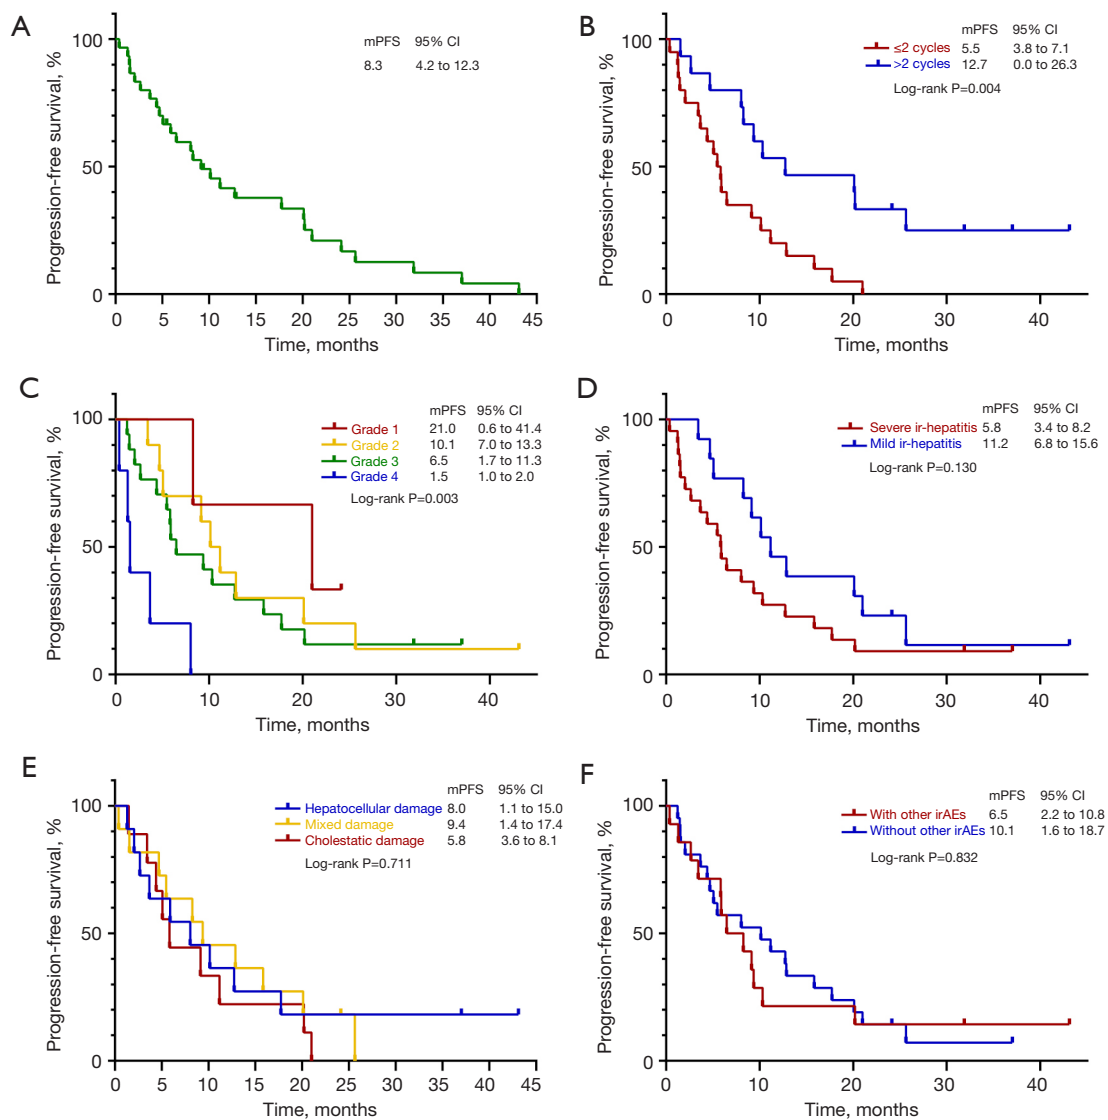 A
mPFS 95% CI
8.3 4.2 to 12.3
Progression-free survival, %
100
50
0
0 5 10 15 20 25 30 35 40 45
Time, months
B
mPFS 95% CI
≤2 cycles 5.5 3.8 to 7.1
>2 cycles 12.7 0.0 to 26.3
Log-rank P=0.004
Progression-free survival, %
100
50
0
0 10 20 30 40
Time, months
C
mPFS 95% CI
Grade 1 21.0 0.6 to 41.4
Grade 2 10.1 7.0 to 13.3
Grade 3 6.5 1.7 to 11.3
Grade 4 1.5 1.0 to 2.0
Log-rank P=0.003
Progression-free survival, %
100
50
0
0 10 20 30 40
Time, months
D
mPFS 95% CI
Severe ir-hepatitis 5.8 3.4 to 8.2
Mild ir-hepatitis 11.2 6.8 to 15.6
Log-rank P=0.130
Progression-free survival, %
100
50
0
0 10 20 30 40
Time, months
E
mPFS 95% CI
Hepatocellular damage 8.0 1.1 to 15.0
Mixed damage 9.4 1.4 to 17.4
Cholestatic damage 5.8 3.6 to 8.1
Log-rank P=0.711
Progression-free survival, %
100
50
0
0 5 10 15 20 25 30 35 40 45
Time, months
F
mPFS 95% CI
With other irAEs 6.5 2.2 to 10.8
Without other irAEs 10.1 1.6 to 18.7
Log-rank P=0.832
Progression-free survival, %
100
50
0
0 10 20 30 40
Time, months